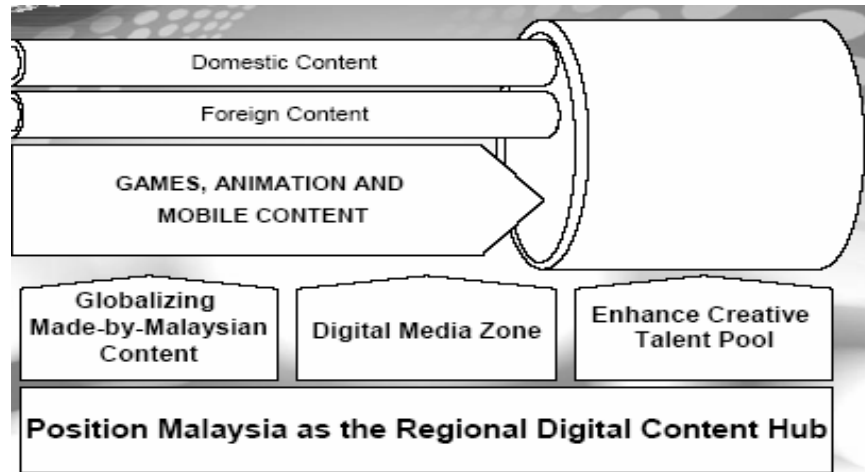 Domestic Content
Foreign Content
GAMES, ANIMATION AND
MOBILE CONTENT
Globalizing
Made-by-Malaysian
Content
Digital Media Zone
Enhance Creative
Talent Pool
Position Malaysia as the Regional Digital Content Hub